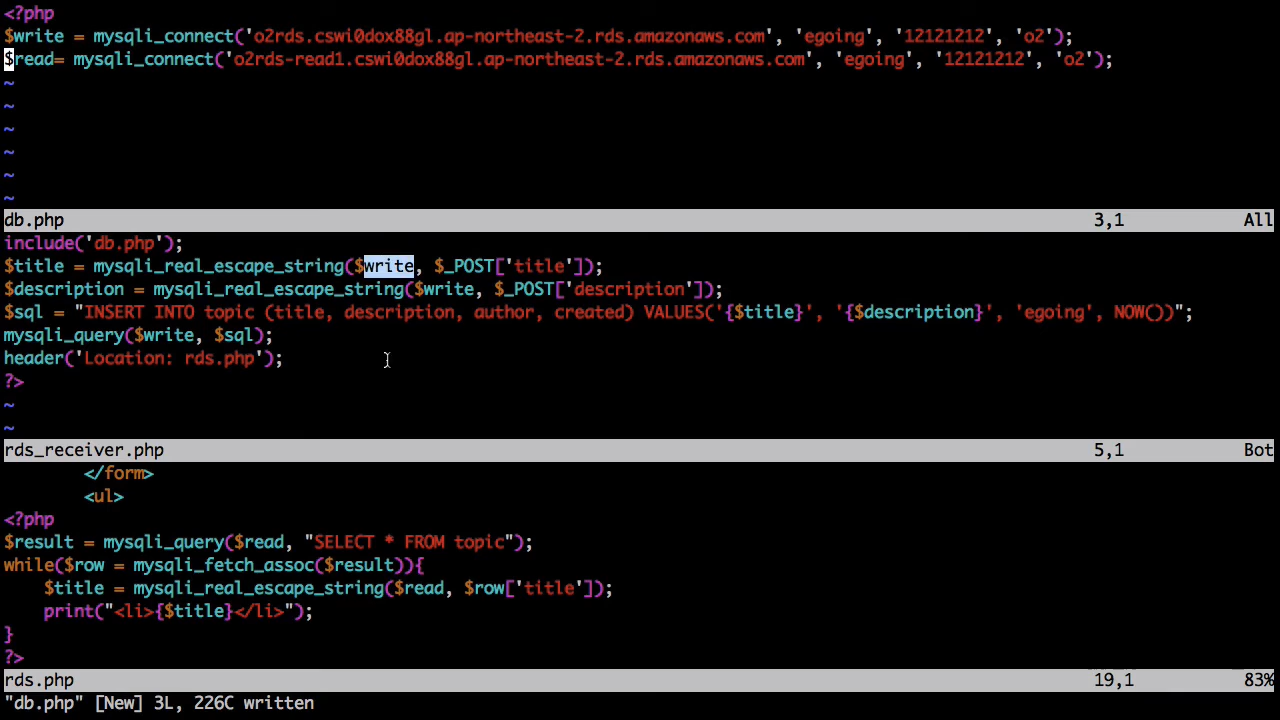 <?php
$write = mysqli_connect('o2rds.cswi0dox88gl.ap-northeast-2.rds.amazonaws.com', 'egoing', '12121212', 'o2');
$read= mysqli_connect('o2rds-read1.cswi0dox88gl.ap-northeast-2.rds.amazonaws.com', 'egoing', '12121212', 'o2');
~
~
~
~
~
~
db.php 3,1 All
include('db.php');
$title = mysqli_real_escape_string($write, $_POST['title']);
$description = mysqli_real_escape_string($write, $_POST['description']);
$sql = "INSERT INTO topic (title, description, author, created) VALUES('{$title}', '{$description}', 'egoing', NOW())";
mysqli_query($write, $sql);
header('Location: rds.php');
?>
~
~
rds_receiver.php 5,1 Bot
</form>
<ul>
<?php
$result = mysqli_query($read, "SELECT * FROM topic");
while($row = mysqli_fetch_assoc($result)){
$title = mysqli_real_escape_string($read, $row['title']);
print("<li>{$title}</li>");
}
?>
rds.php 19,1 83%
"db.php" [New] 3L, 226C written